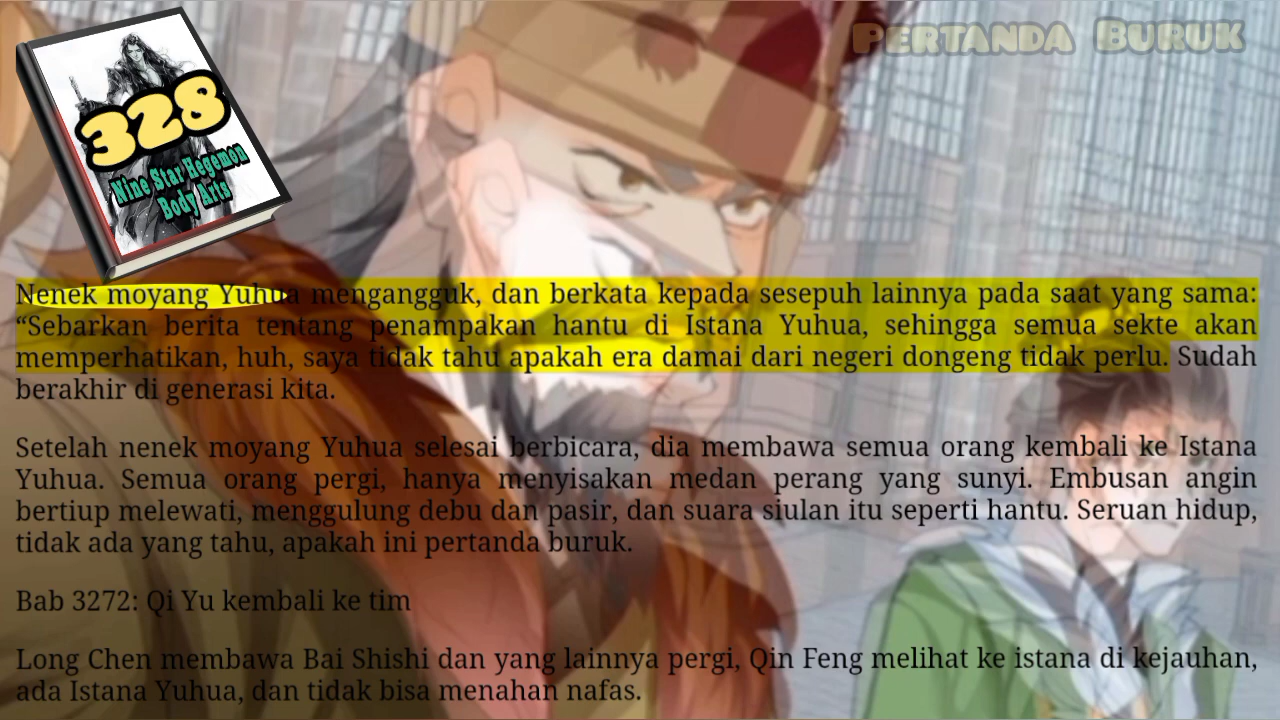 PERTANDA BURUK
328
Nine Star Hegemon
Body Arts
Nenek moyang Yuhua mengangguk, dan berkata kepada sesepuh lainnya pada saat yang sama:
“Sebarkan berita tentang penampakan hantu di Istana Yuhua, sehingga semua sekte akan
memperhatikan, huh, saya tidak tahu apakah era damai dari negeri dongeng tidak perlu. Sudah
berakhir di generasi kita.
Setelah nenek moyang Yuhua selesai berbicara, dia membawa semua orang kembali ke Istana
Yuhua. Semua orang pergi, hanya menyisakan medan perang yang sunyi. Embusan angin
bertiup melewati, menggulung debu dan pasir, dan suara siulan itu seperti hantu. Seruan hidup,
tidak ada yang tahu, apakah ini pertanda buruk.
Bab 3272: Qi Yu kembali ke tim
Long Chen membawa Bai Shishi dan yang lainnya pergi, Qin Feng melihat ke istana di kejauhan,
ada Istana Yuhua, dan tidak bisa menahan nafas.